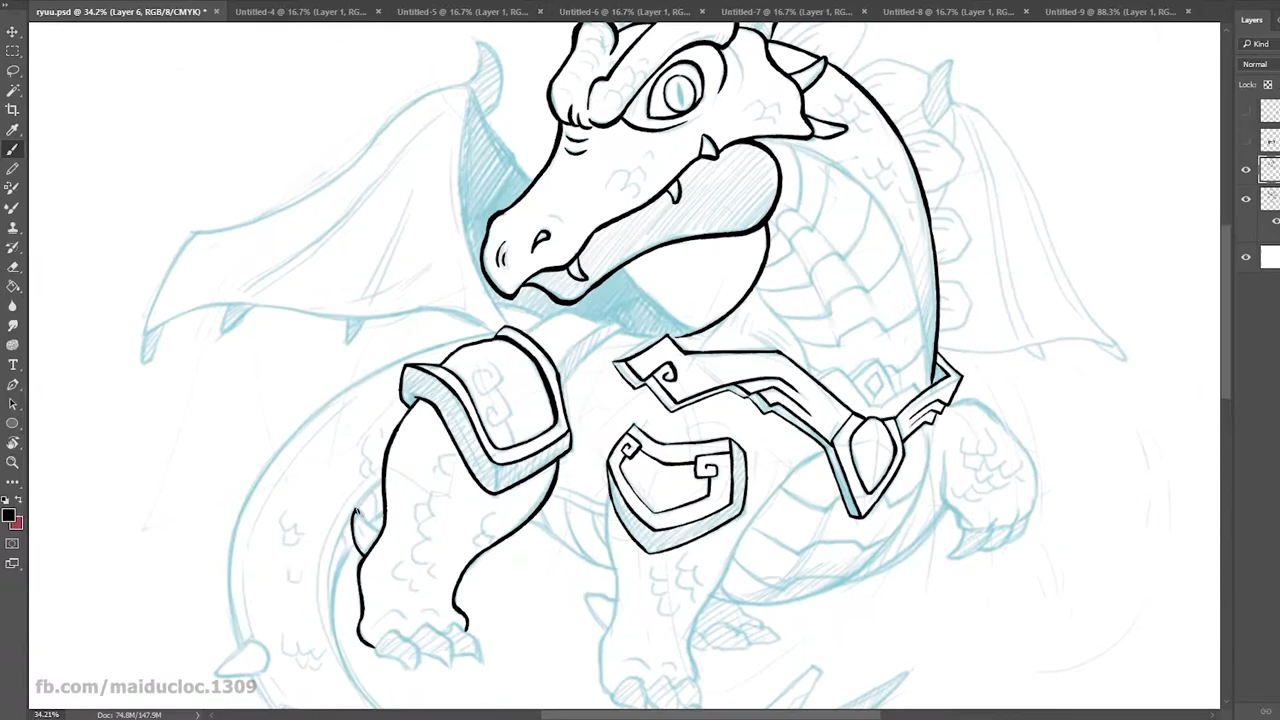 ryuu.psd @ 34.2% (Layer 6, RGB/8/CMYK) *
Untitled-4 @ 16.7% (Layer 1, RG...
Untitled-5 @ 16.7% (Layer 1, RG...
Untitled-6 @ 16.7% (Layer 1, RG...
Untitled-7 @ 16.7% (Layer 1, RG...
Untitled-8 @ 16.7% (Layer 1, RG...
Untitled-9 @ 88.3% (Layer 1, RG...
Layers
Kind
Normal
Lock:
fb.com/maiducloc.1309
34.21%
Doc: 74.8M/147.9M